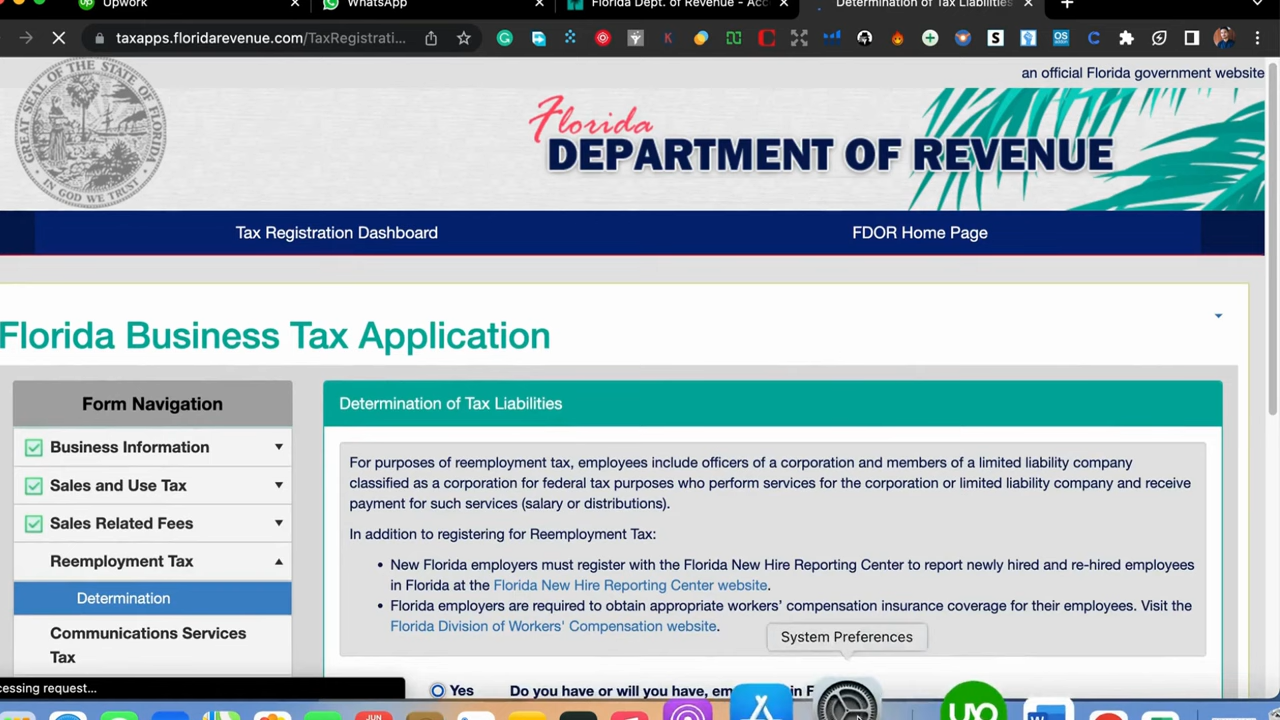 Upwork
WhatsApp
Florida Dept. of Revenue - Acc
Determination of Tax Liabilities
taxapps.floridarevenue.com/TaxRegistrati...
an official Florida government website
Florida
DEPARTMENT OF REVENUE
Tax Registration Dashboard
FDOR Home Page
Florida Business Tax Application
Form Navigation
Business Information
Sales and Use Tax
Sales Related Fees
Reemployment Tax
Determination
Communications Services
Tax
Determination of Tax Liabilities
For purposes of reemployment tax, employees include officers of a corporation and members of a limited liability company
classified as a corporation for federal tax purposes who perform services for the corporation or limited liability company and receive
payment for such services (salary or distributions).
In addition to registering for Reemployment Tax:
• New Florida employers must register with the Florida New Hire Reporting Center to report newly hired and re-hired employees
in Florida at the Florida New Hire Reporting Center website.
• Florida employers are required to obtain appropriate workers' compensation insurance coverage for their employees. Visit the
Florida Division of Workers' Compensation website.
System Preferences
Yes Do you have or will you have, em in F
cessing request...
JUN